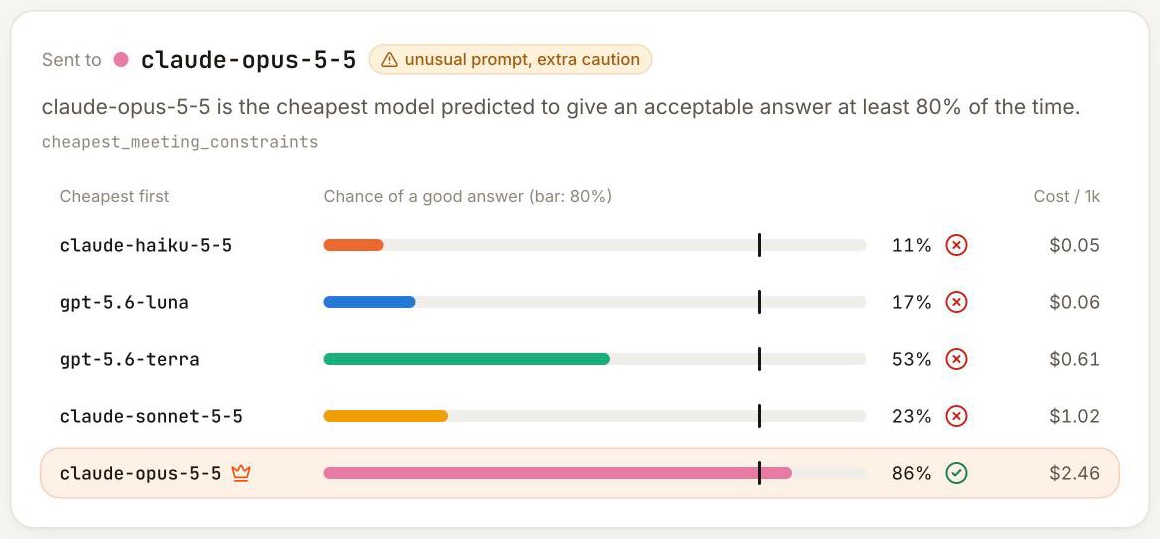 Sent to claude-opus-5-5 unusual prompt, extra caution
claude-opus-5-5 is the cheapest model predicted to give an acceptable answer at least 80% of the time.
cheapest_meeting_constraints
Cheapest first Chance of a good answer (bar: 80%) Cost / 1k
claude-haiku-5-5 11% $0.05
gpt-5.6-luna 17% $0.06
gpt-5.6-terra 53% $0.61
claude-sonnet-5-5 23% $1.02
claude-opus-5-5 86% $2.46